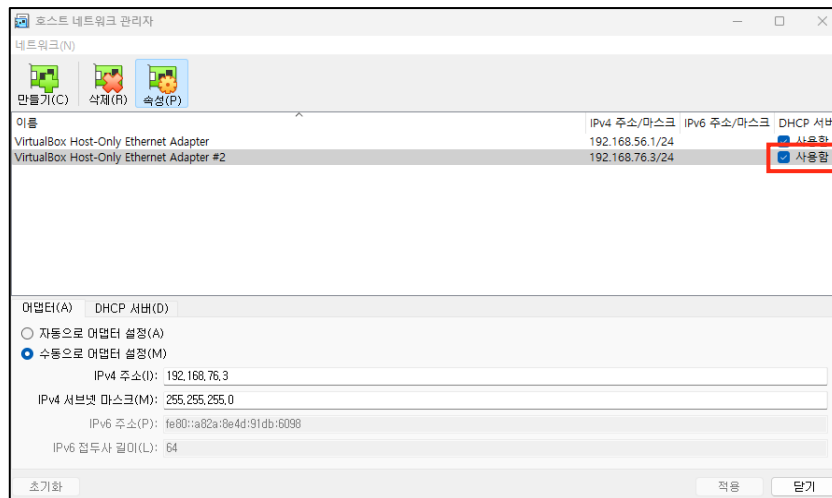 호스트 네트워크 관리자
네트워크(N)
만들기(C) 삭제(R) 속성(P)
이름 IPv4 주소/마스크 IPv6 주소/마스크 DHCP 서버
VirtualBox Host-Only Ethernet Adapter 192.168.56.1/24 사용함
VirtualBox Host-Only Ethernet Adapter #2 192.168.76.3/24 사용함
어댑터(A) DHCP 서버(D)
자동으로 어댑터 설정(A)
수동으로 어댑터 설정(M)
IPv4 주소(I): 192,168,76,3
IPv4 서브넷 마스크(M): 255,255,255,0
IPv6 주소(P): fe80::a82a:8e4d:91db:6098
IPv6 접두사 길이(L): 64
초기화 적용 닫기